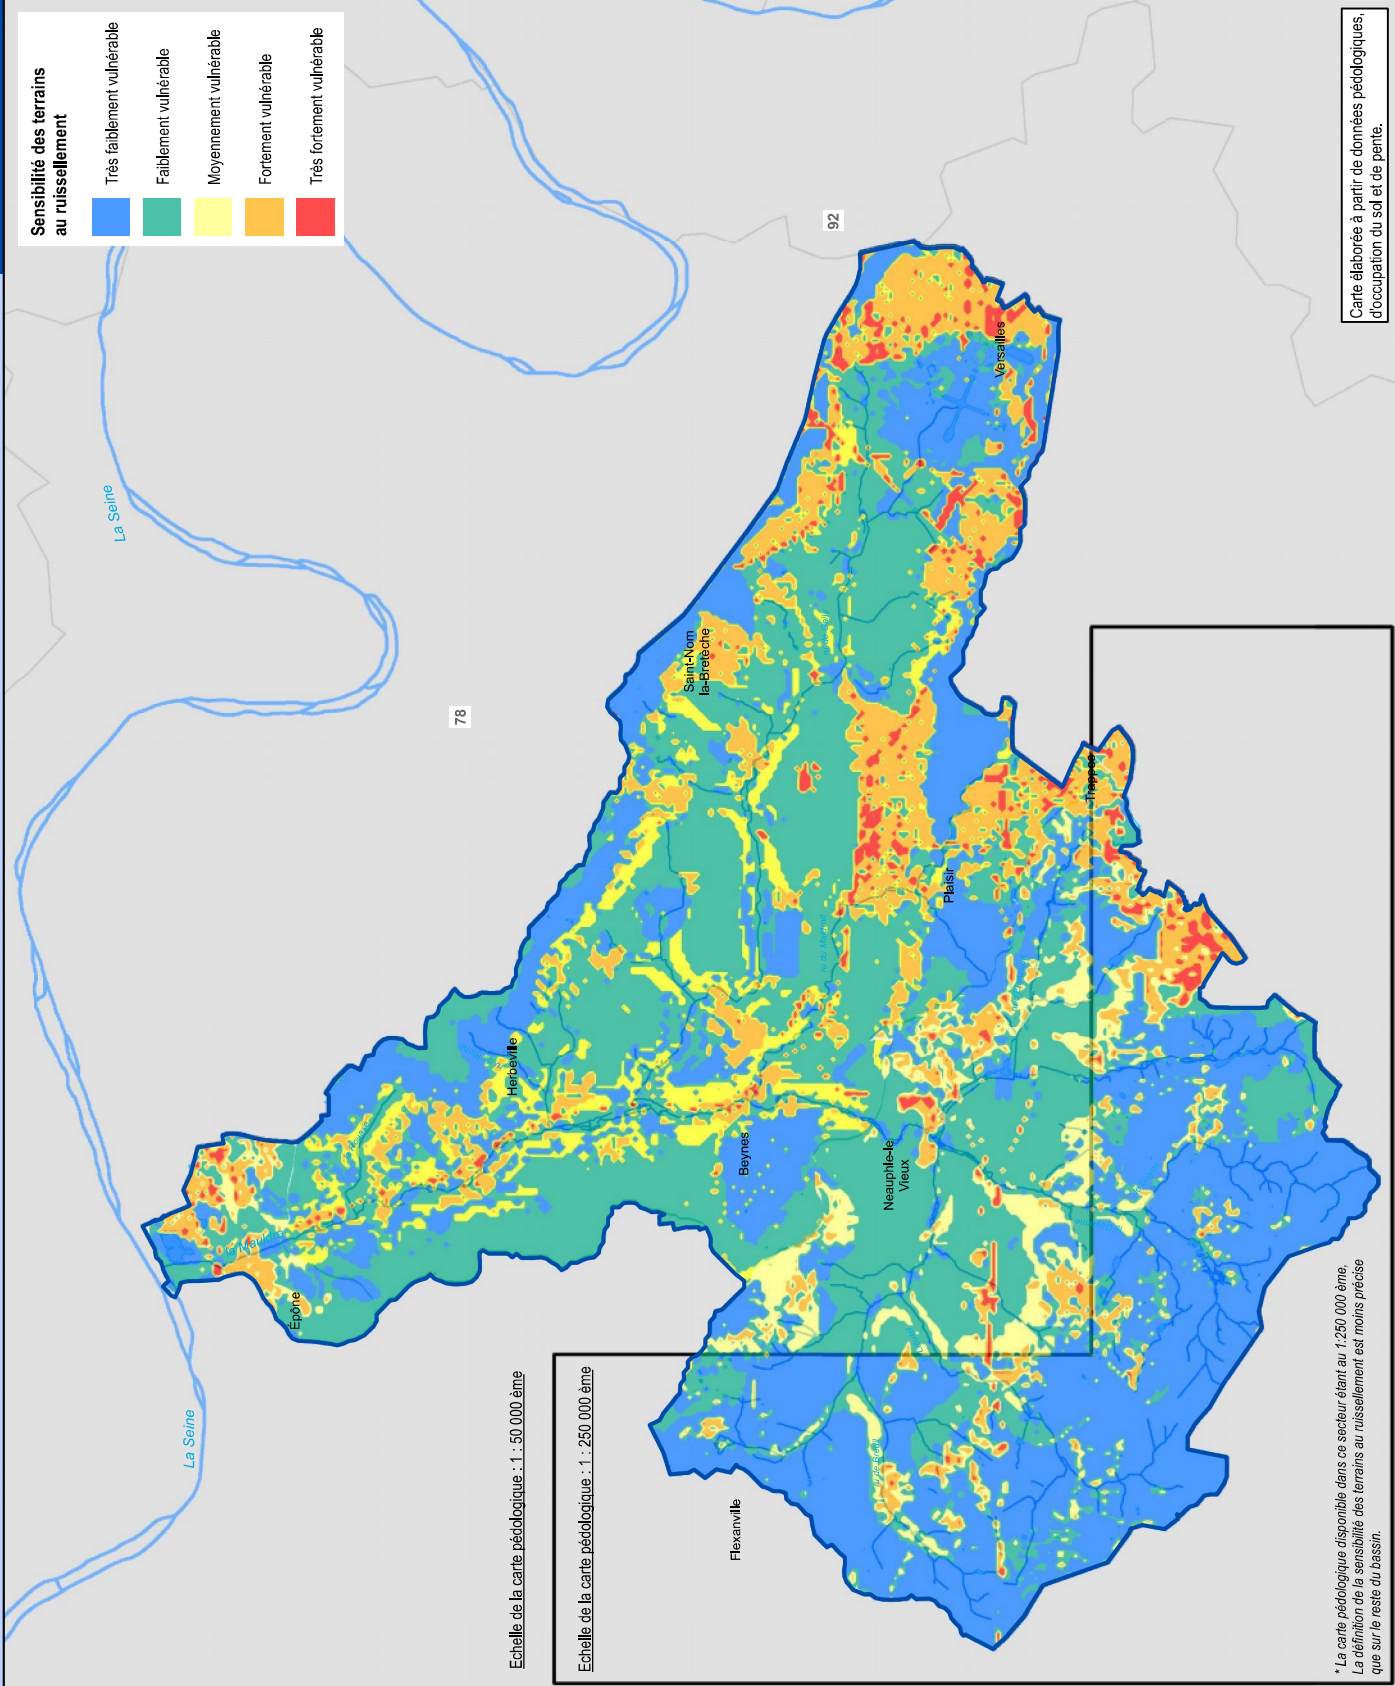 Sensibilité des terrains
au ruissellement
Très faiblement vulnérable
Faiblement vulnérable
Moyennement vulnérable
Fortement vulnérable
Très fortement vulnérable
La Seine
La Seine
78
92
Épône
la Mauldre
Herbeville
Saint-Nom
la-Bretèche
Versailles
Beynes
Neauphle-le
Vieux
Plaisir
Trappes
Flexanville
ru du Maldroit
Echelle de la carte pédologique : 1 : 50 000 ème
Echelle de la carte pédologique : 1 : 250 000 ème
* La carte pédologique disponible dans ce secteur étant au 1:250 000 ème,
La définition de la sensibilité des terrains au ruissellement est moins précise
que sur le reste du bassin.
Carte élaborée à partir de données pédologiques,
d'occupation du sol et de pente.